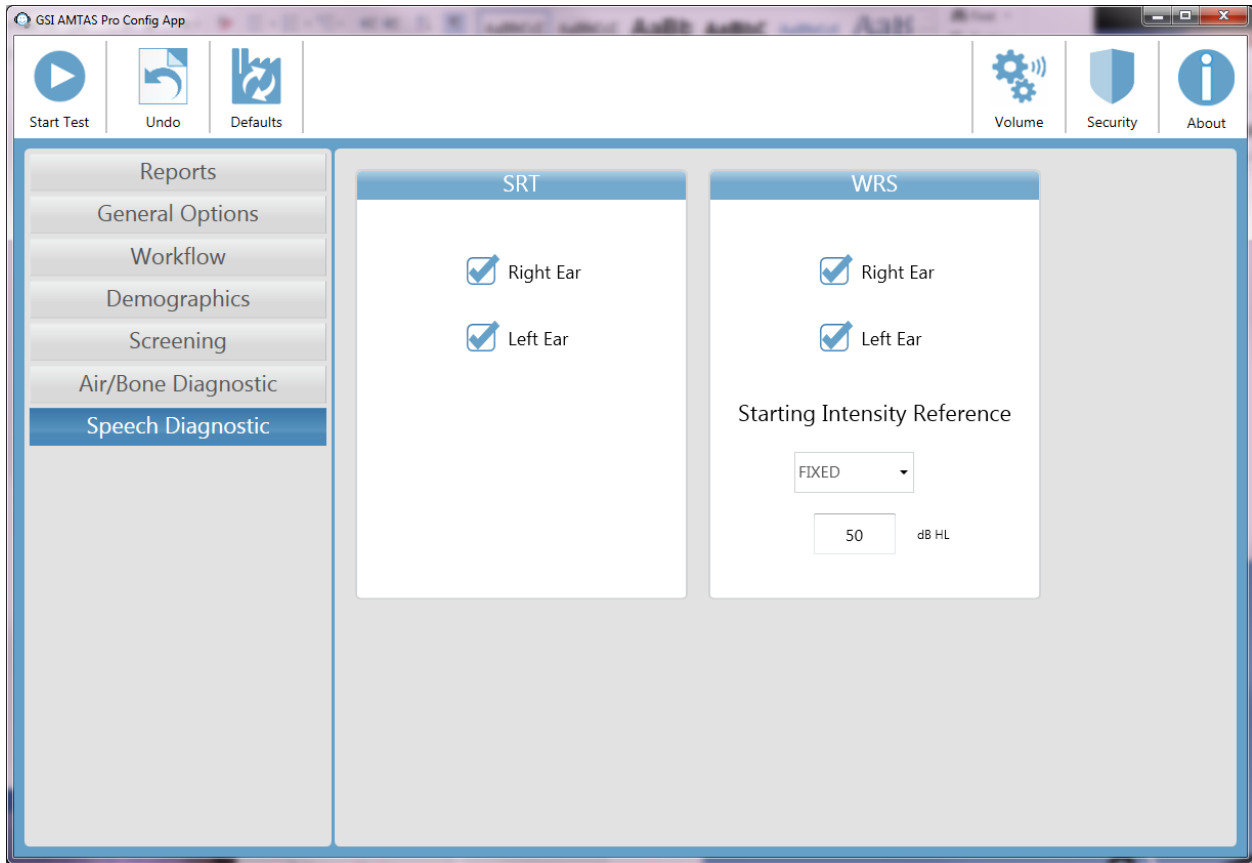 GSI AMTAS Pro Config App
Start Test
Undo
Defaults
Volume
Security
About
Reports
General Options
Workflow
Demographics
Screening
Air/Bone Diagnostic
Speech Diagnostic
SRT
Right Ear
Left Ear
WRS
Right Ear
Left Ear
Starting Intensity Reference
FIXED
50 dB HL